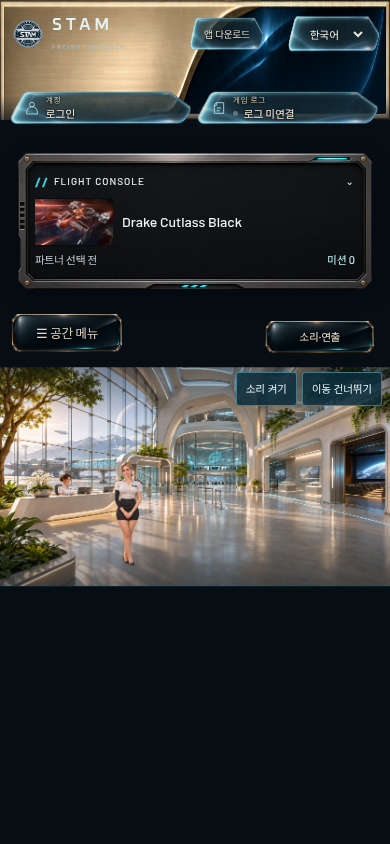 STAM
STAM
앱 다운로드
한국어
계정
로그인
게임 로그
로그 미연결
// FLIGHT CONSOLE
Drake Cutlass Black
파트너 선택 전
미션 0
☰ 공간 메뉴
소리·연출
소리 켜기
이동 건너뛰기